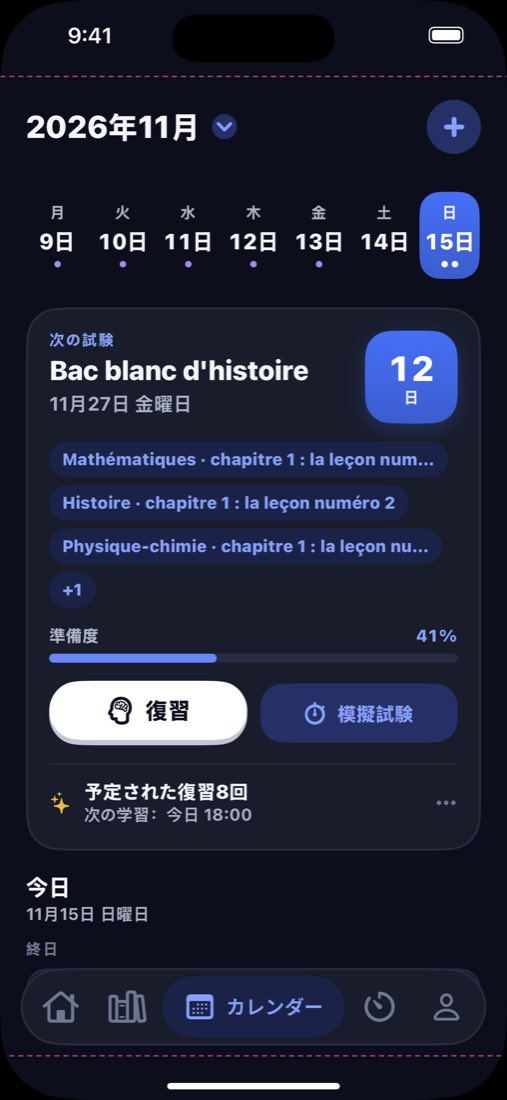 9:41
2026年11月
月 火 水 木 金 土 日
9日 10日 11日 12日 13日 14日 15日
次の試験
Bac blanc d'histoire
11月27日 金曜日
12
日
Mathématiques · chapitre 1 : la leçon num...
Histoire · chapitre 1 : la leçon numéro 2
Physique-chimie · chapitre 1 : la leçon nu...
+1
準備度 41%
復習 模擬試験
予定された復習8回
次の学習: 今日 18:00
今日
11月15日 日曜日
終日
カレンダー